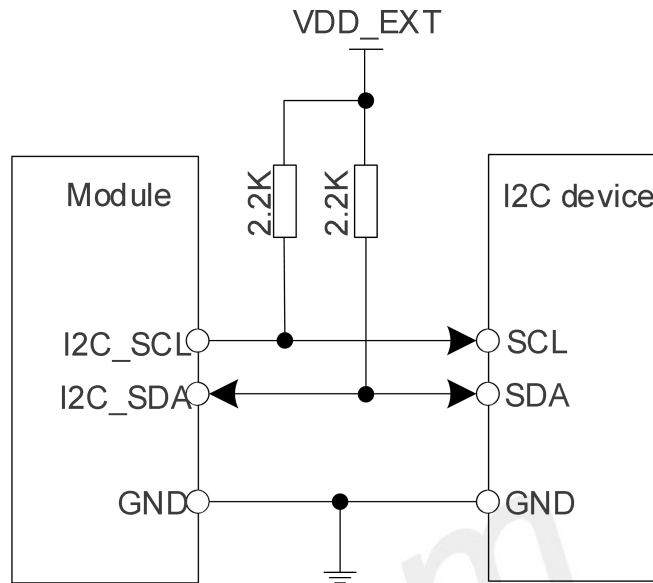 VDD_EXT
Module
2.2K
2.2K
I2C device
I2C_SCL
SCL
I2C_SDA
SDA
GND
GND